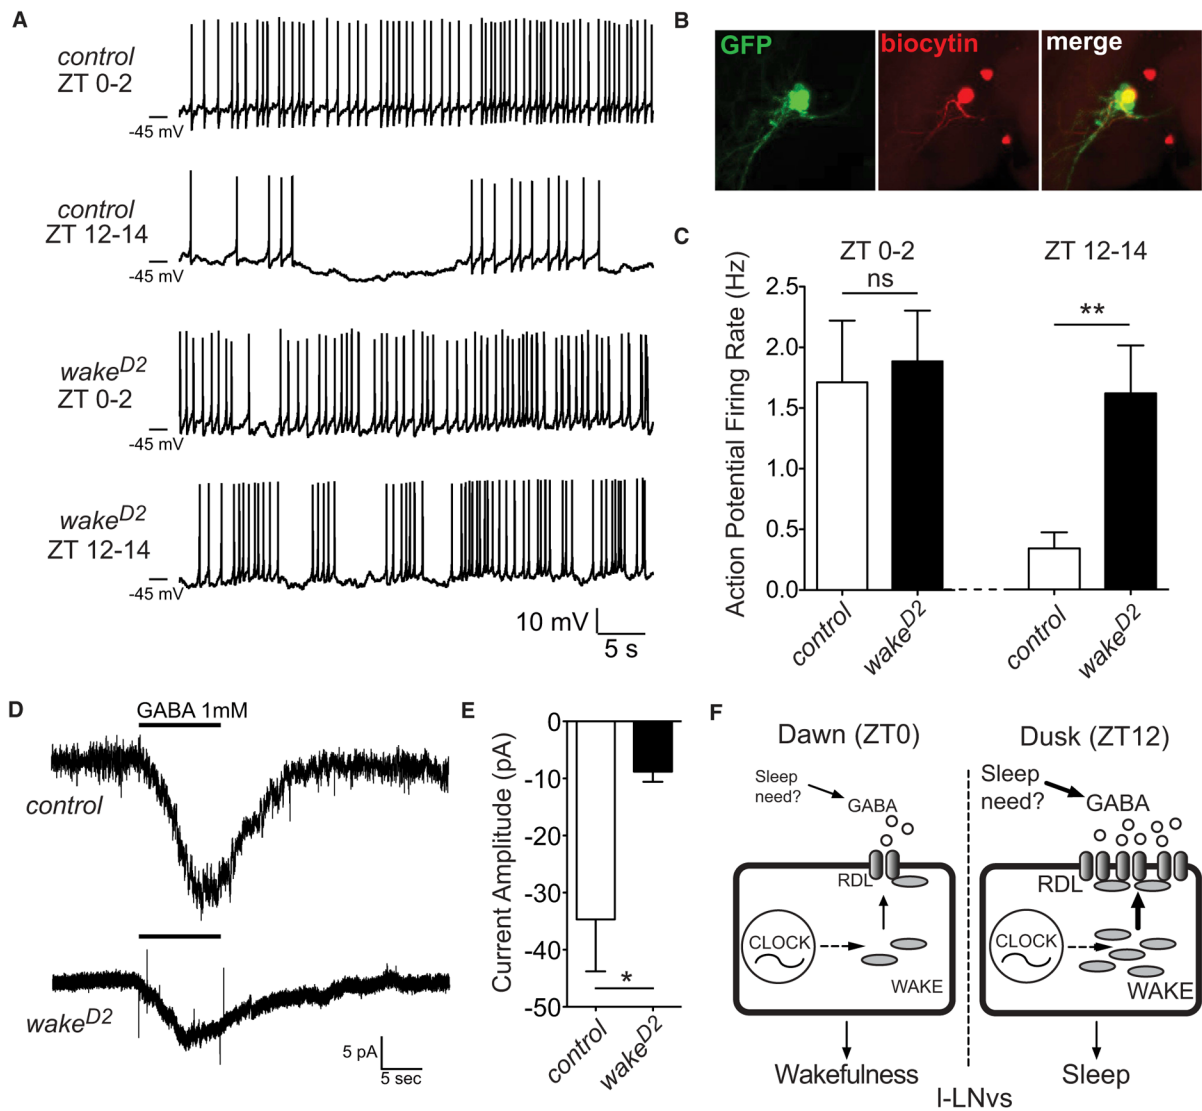 A
control
ZT 0-2
-45 mV
control
ZT 12-14
-45 mV
wakeD2
ZT 0-2
-45 mV
wakeD2
ZT 12-14
-45 mV
10 mV
5 s
B
GFP
biocytin
merge
C
ZT 0-2
ZT 12-14
ns
**
Action Potential Firing Rate (Hz)
2.5
2.0
1.5
1.0
0.5
0.0
control
wakeD2
control
wakeD2
D
GABA 1mM
control
wakeD2
5 pA
5 sec
E
Current Amplitude (pA)
0
-10
-20
-30
-40
-50
*
control
wakeD2
F
Dawn (ZT0)
Sleep
need?
GABA
RDL
CLOCK
WAKE
Wakefulness
Dusk (ZT12)
Sleep
need?
GABA
RDL
CLOCK
WAKE
Sleep
l-LNvs